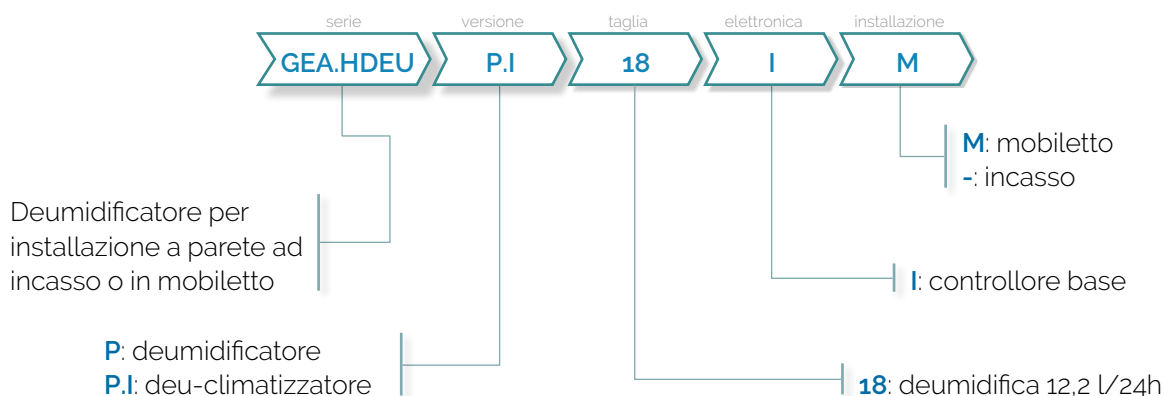 serie versione taglia elettronica installazione
GEA.HDEU P.I 18 I M
M: mobiletto
-: incasso
Deumidificatore per
installazione a parete ad
incasso o in mobiletto
I: controllore base
P: deumidificatore
P.I: deu-climatizzatore
18: deumidifica 12,2 l/24h